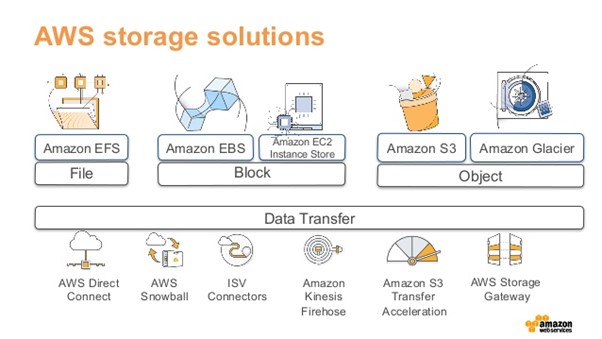 AWS storage solutions
Amazon EFS
Amazon EBS
Amazon EC2
Instance Store
Amazon S3
Amazon Glacier
File
Block
Object
Data Transfer
AWS Direct
Connect
AWS
Snowball
ISV
Connectors
Amazon
Kinesis
Firehose
Amazon S3
Transfer
Acceleration
AWS Storage
Gateway
amazon
webservices